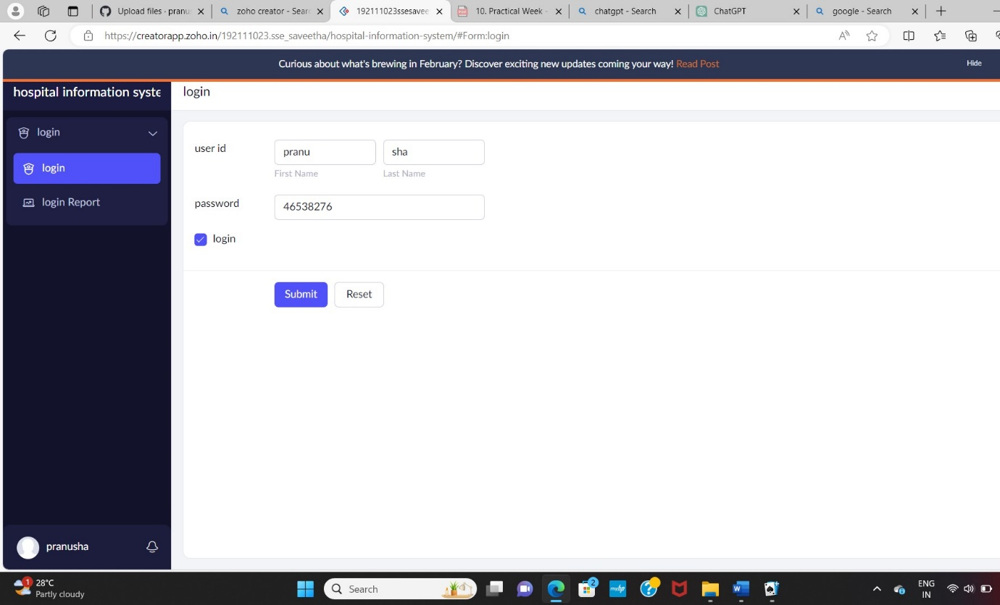 Upload files - pranu
zoho creator - Searc
192111023ssesavee
10. Practical Week -
chatgpt - Search
ChatGPT
google - Search
https://creatorapp.zoho.in/192111023.sse_saveetha/hospital-information-system/#Form:login
Curious about what's brewing in February? Discover exciting new updates coming your way! Read Post
Hide
hospital information syste
login
login
login
login Report
user id
pranu
sha
First Name
Last Name
password
46538276
login
Submit
Reset
pranusha
1
28°C
Partly cloudy
Search
2
ENG
IN